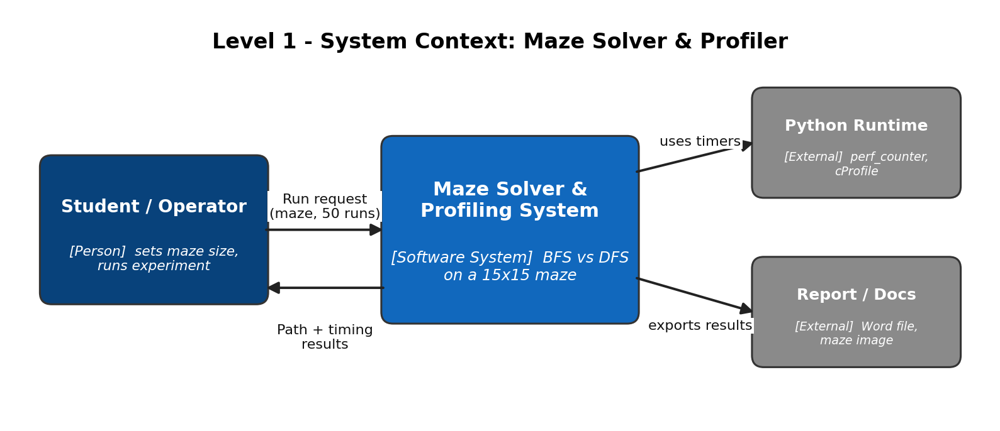 Level 1 - System Context: Maze Solver & Profiler
Student / Operator
[Person]  sets maze size,
runs experiment
Run request
(maze, 50 runs)
Path + timing
results
Maze Solver &
Profiling System
[Software System]  BFS vs DFS
on a 15x15 maze
uses timers
Python Runtime
[External]  perf_counter,
cProfile
exports results
Report / Docs
[External]  Word file,
maze image